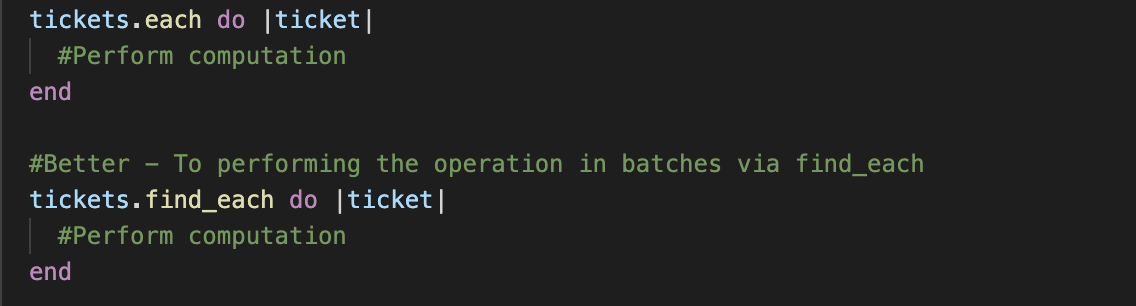 tickets.each do |ticket|
#Perform computation
end
#Better - To performing the operation in batches via find_each
tickets.find_each do |ticket|
#Perform computation
end